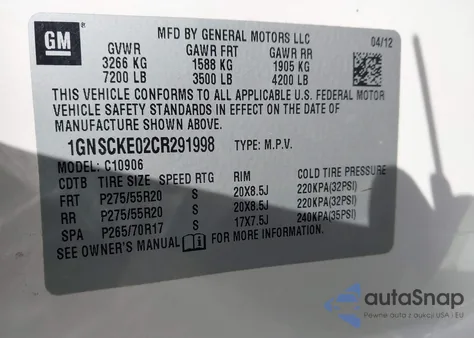 GM
MFD BY GENERAL MOTORS LLC
04/12
GVWR GAWR FRT GAWR RR
3266 KG 1588 KG 1905 KG
7200 LB 3500 LB 4200 LB
THIS VEHICLE CONFORMS TO ALL APPLICABLE U.S. FEDERAL MOTOR
VEHICLE SAFETY STANDARDS IN EFFECT ON THE DATE OF
MANUFACTURE SHOWN ABOVE.
1GNSCKE02CR291998 TYPE: M.P.V.
MODEL: C10906
CDTB TIRE SIZE SPEED RTG RIM COLD TIRE PRESSURE
FRT P275/55R20 S 20X8.5J 220KPA(32PSI)
RR P275/55R20 S 20X8.5J 220KPA(32PSI)
SPA P265/70R17 S 17X7.5J 240KPA(35PSI)
SEE OWNER'S MANUAL FOR MORE INFORMATION.
autoSnap
Pewne auto z USA i EU